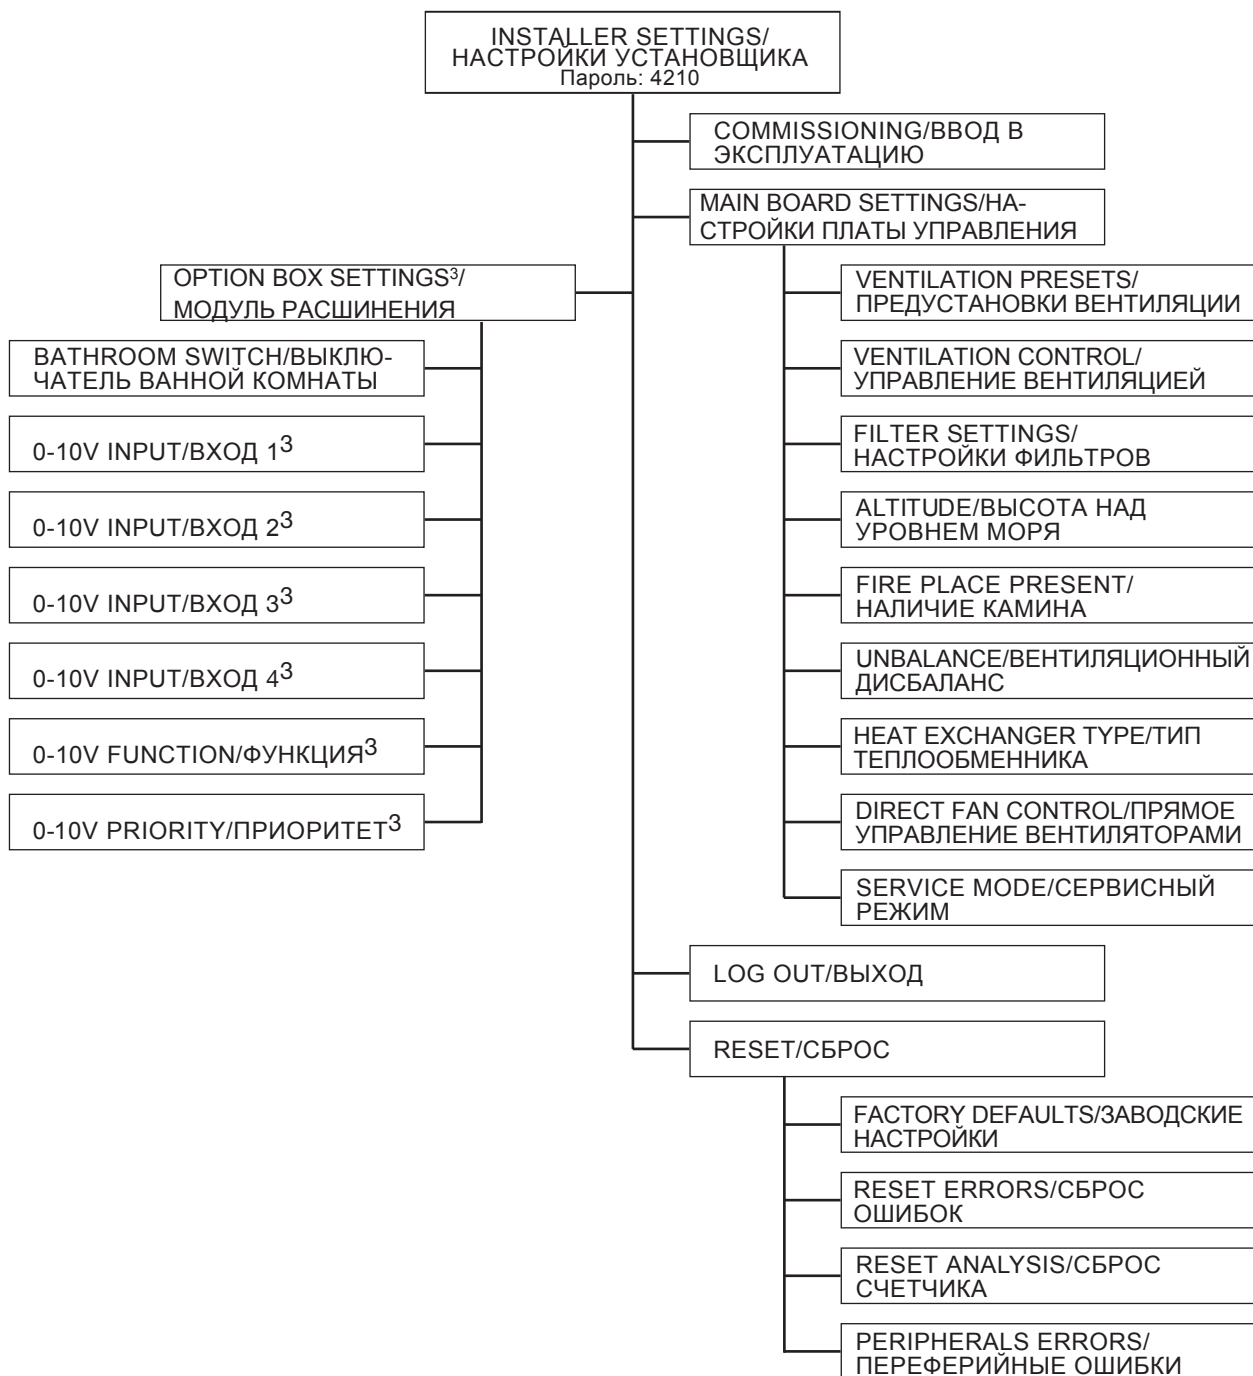 INSTALLER SETTINGS/
НАСТРОЙКИ УСТАНОВЩИКА
Пароль: 4210
COMMISSIONING/ВВОД В
ЭКСПЛУАТАЦИЮ
MAIN BOARD SETTINGS/НА-
СТРОЙКИ ПЛАТЫ УПРАВЛЕНИЯ
OPTION BOX SETTINGS³/
МОДУЛЬ РАСШИНЕНИЯ
BATHROOM SWITCH/ВЫКЛЮ-
ЧАТЕЛЬ ВАННОЙ КОМНАТЫ
0-10V INPUT/ВХОД 1³
0-10V INPUT/ВХОД 2³
0-10V INPUT/ВХОД 3³
0-10V INPUT/ВХОД 4³
0-10V FUNCTION/ФУНКЦИЯ³
0-10V PRIORITY/ПРИОРИТЕТ³
VENTILATION PRESETS/
ПРЕДУСТАНОВКИ ВЕНТИЛЯЦИИ
VENTILATION CONTROL/
УПРАВЛЕНИЕ ВЕНТИЛЯЦИЕЙ
FILTER SETTINGS/
НАСТРОЙКИ ФИЛЬТРОВ
ALTITUDE/ВЫСОТА НАД
УРОВНЕМ МОРЯ
FIRE PLACE PRESENT/
НАЛИЧИЕ КАМИНА
UNBALANCE/ВЕНТИЛЯЦИОННЫЙ
ДИСБАЛАНС
HEAT EXCHANGER TYPE/ТИП
ТЕПЛООБМЕННИКА
DIRECT FAN CONTROL/ПРЯМОЕ
УПРАВЛЕНИЕ ВЕНТИЛЯТОРАМИ
SERVICE MODE/СЕРВИСНЫЙ
РЕЖИМ
LOG OUT/ВЫХОД
RESET/СБРОС
FACTORY DEFAULTS/ЗАВОДСКИЕ
НАСТРОЙКИ
RESET ERRORS/СБРОС
ОШИБОК
RESET ANALYSIS/СБРОС
СЧЕТЧИКА
PERIPHERALS ERRORS/
ПЕРЕФЕРИЙНЫЕ ОШИБКИ